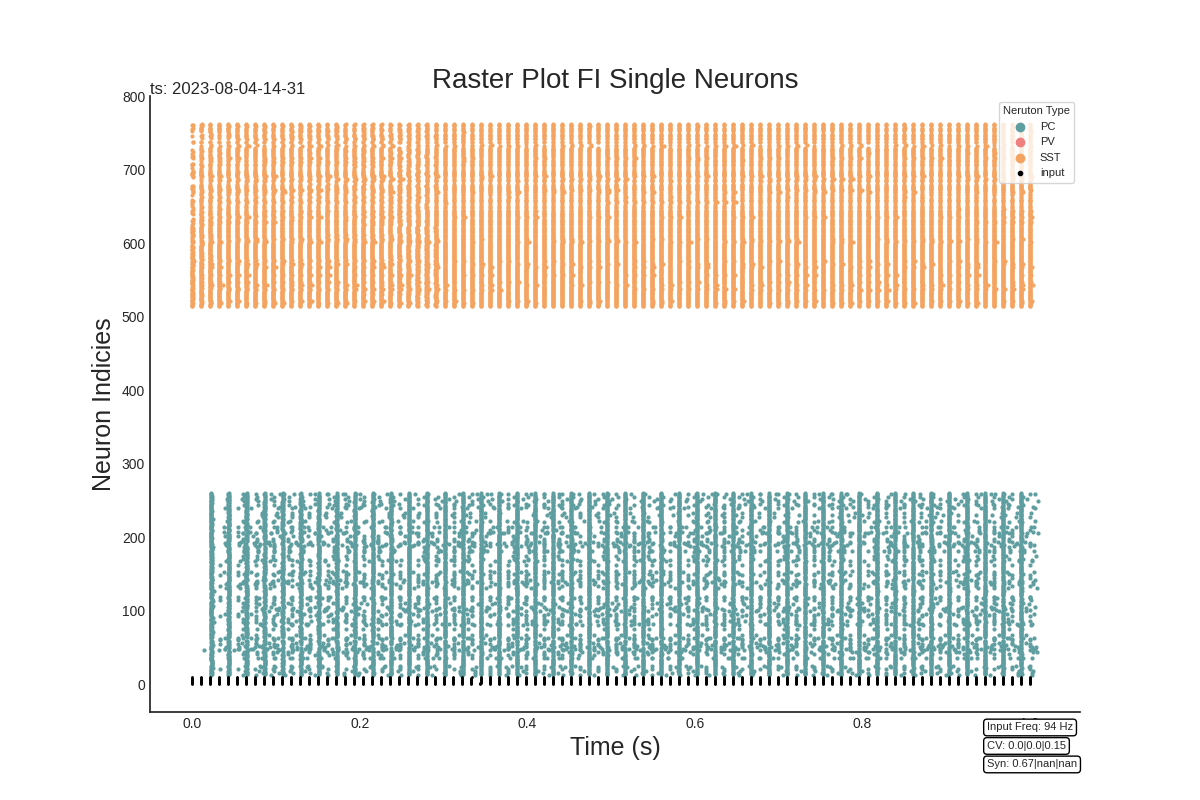 Raster Plot FI Single Neurons
ts: 2023-08-04-14-31
Neruton Type
PC
PV
SST
input
Neuron Indicies
800
700
600
500
400
300
200
100
0
0.0 0.2 0.4 0.6 0.8
Time (s)
Input Freq: 94 Hz
CV: 0.0|0.0|0.15
Syn: 0.67|nan|nan